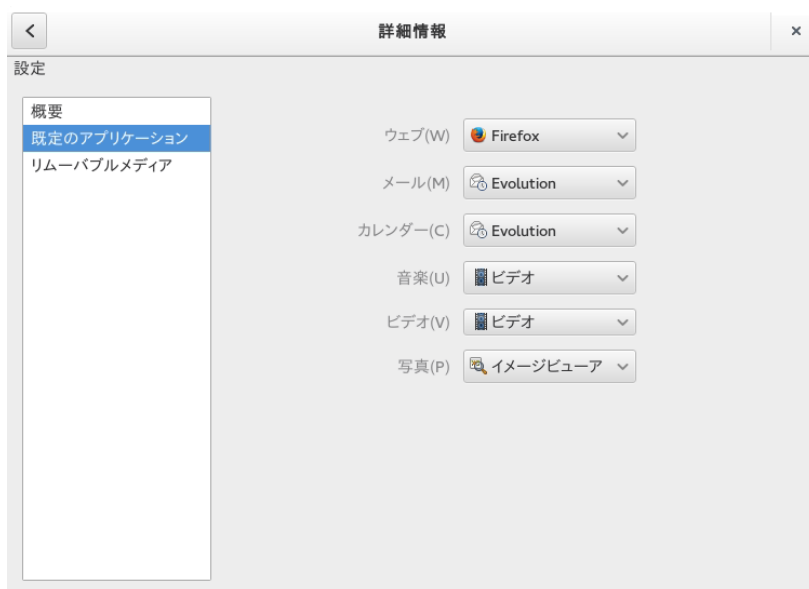 詳細情報
設定
概要
既定のアプリケーション
リムーバブルメディア
ウェブ(W) Firefox
メール(M) Evolution
カレンダー(C) Evolution
音楽(U) ビデオ
ビデオ(V) ビデオ
写真(P) イメージビューア